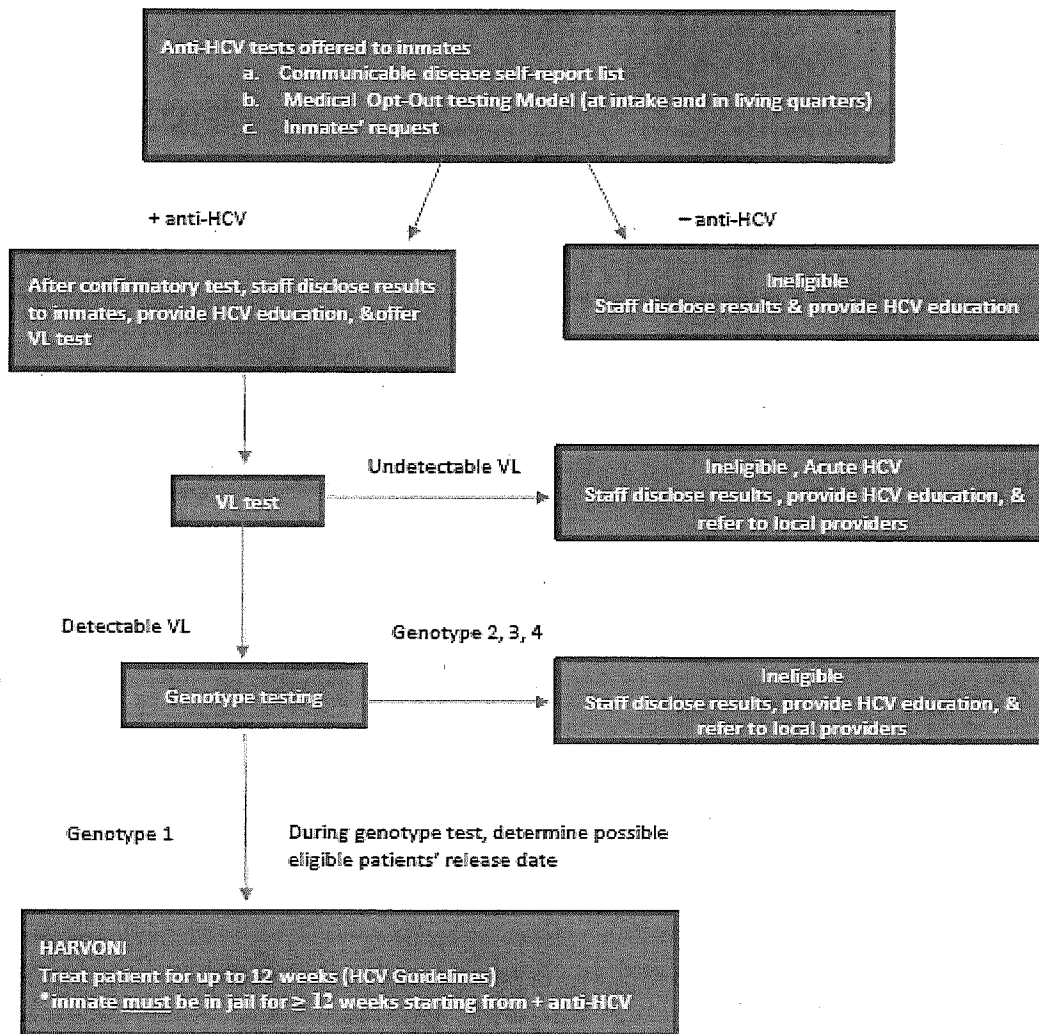 Anti-HCV tests offered to inmates
a. Communicable disease self-report list
b. Medical Opt-Out testing Model (at intake and in living quarters)
c. Inmates' request
+ anti-HCV
– anti-HCV
After confirmatory test, staff disclose results
to inmates, provide HCV education, &offer
VL test
Ineligible
Staff disclose results & provide HCV education
Undetectable VL
VL test
Ineligible , Acute HCV
Staff disclose results , provide HCV education, &
refer to local providers
Detectable VL
Genotype 2, 3, 4
Genotype testing
Ineligible
Staff disclose results, provide HCV education, &
refer to local providers
Genotype 1
During genotype test, determine possible
eligible patients' release date
HARVONI
Treat patient for up to 12 weeks (HCV Guidelines)
*inmate must be in jail for ≥ 12 weeks starting from + anti-HCV